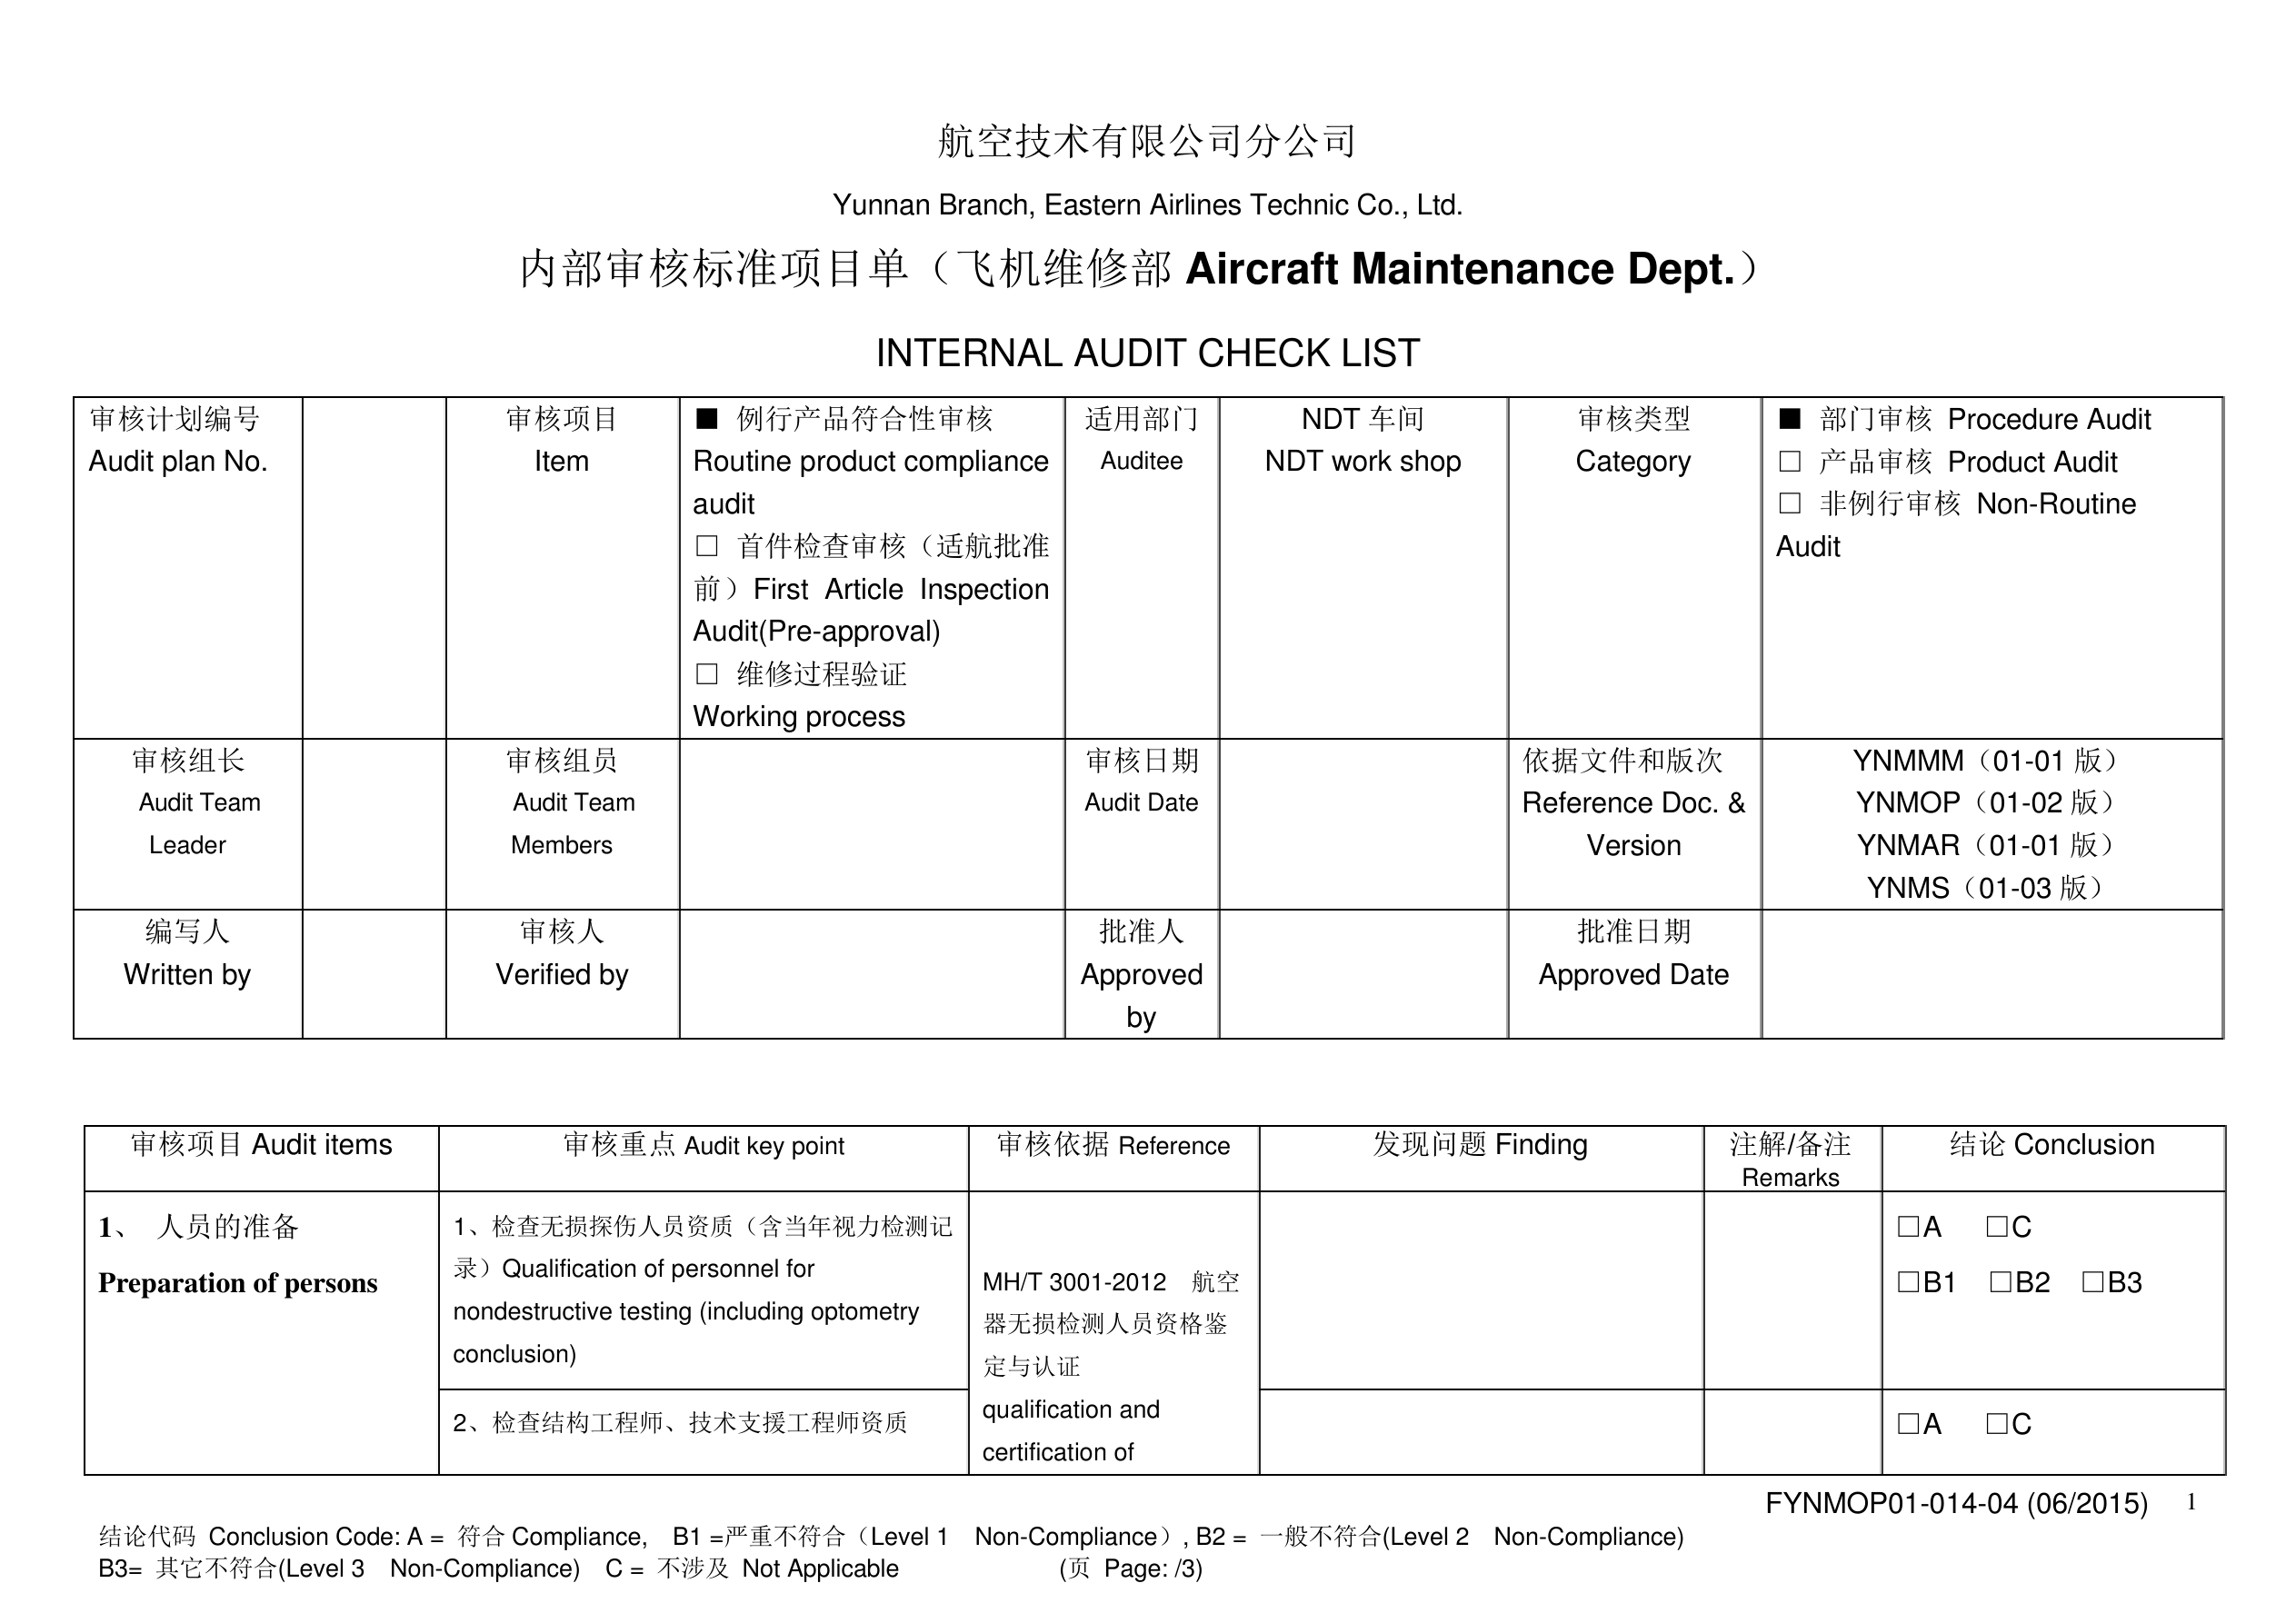 航空技术有限公司分公司
Yunnan Branch, Eastern Airlines Technic Co., Ltd.
内部审核标准项目单（飞机维修部 Aircraft Maintenance Dept.）
INTERNAL AUDIT CHECK LIST
审核计划编号
Audit plan No.
审核项目
Item
■ 例行产品符合性审核
Routine product compliance
audit
□ 首件检查审核（适航批准
前）First Article Inspection
Audit(Pre-approval)
□ 维修过程验证
Working process
适用部门
Auditee
NDT 车间
NDT work shop
审核类型
Category
■ 部门审核 Procedure Audit
□ 产品审核 Product Audit
□ 非例行审核 Non-Routine
Audit
审核组长
Audit Team
Leader
审核组员
Audit Team
Members
审核日期
Audit Date
依据文件和版次
Reference Doc. &
Version
YNMMM（01-01 版）
YNMOP（01-02 版）
YNMAR（01-01 版）
YNMS（01-03 版）
编写人
Written by
审核人
Verified by
批准人
Approved
by
批准日期
Approved Date
审核项目 Audit items
审核重点 Audit key point
审核依据 Reference
发现问题 Finding
注解/备注
Remarks
结论 Conclusion
1、 人员的准备
Preparation of persons
1、检查无损探伤人员资质（含当年视力检测记
录）Qualification of personnel for
nondestructive testing (including optometry
conclusion)
MH/T 3001-2012 航空
器无损检测人员资格鉴
定与认证
qualification and
certification of
□A □C
□B1 □B2 □B3
2、检查结构工程师、技术支援工程师资质
□A □C
FYNMOP01-014-04 (06/2015) 1
结论代码 Conclusion Code: A = 符合 Compliance, B1 =严重不符合（Level 1 Non-Compliance）, B2 = 一般不符合(Level 2 Non-Compliance)
B3= 其它不符合(Level 3 Non-Compliance) C = 不涉及 Not Applicable (页 Page: /3)